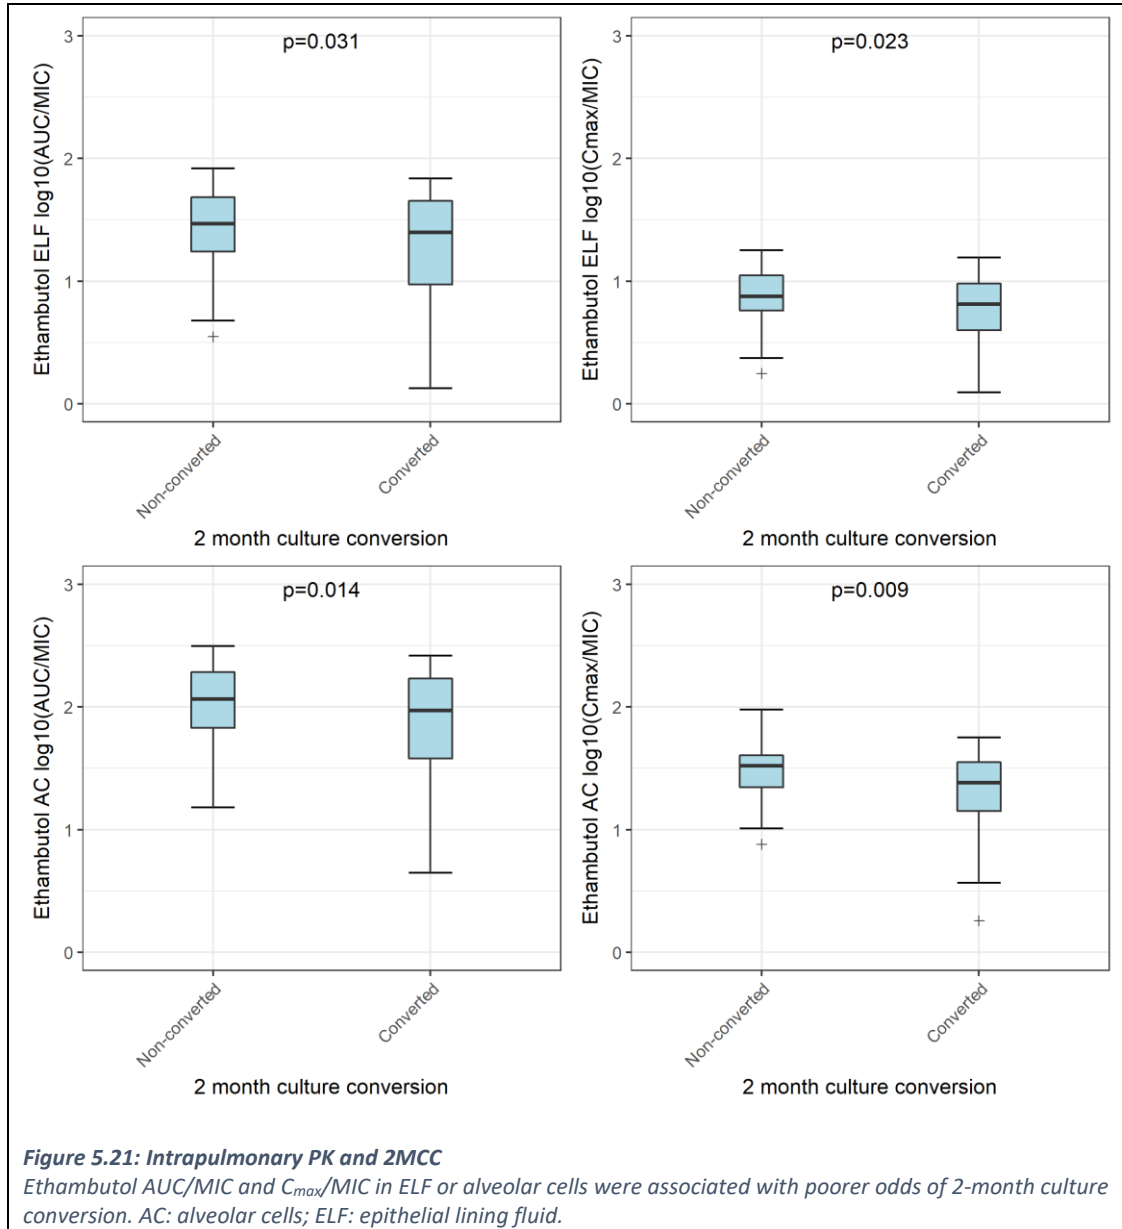 p=0.031
Ethambutol ELF log10(AUC/MIC)
3
2
1
0
Non-converted
Converted
2 month culture conversion
p=0.023
Ethambutol ELF log10(Cmax/MIC)
3
2
1
0
Non-converted
Converted
2 month culture conversion
p=0.014
Ethambutol AC log10(AUC/MIC)
3
2
1
0
Non-converted
Converted
2 month culture conversion
p=0.009
Ethambutol AC log10(Cmax/MIC)
3
2
1
0
Non-converted
Converted
2 month culture conversion
Figure 5.21: Intrapulmonary PK and 2MCC
Ethambutol AUC/MIC and Cmax/MIC in ELF or alveolar cells were associated with poorer odds of 2-month culture
conversion. AC: alveolar cells; ELF: epithelial lining fluid.